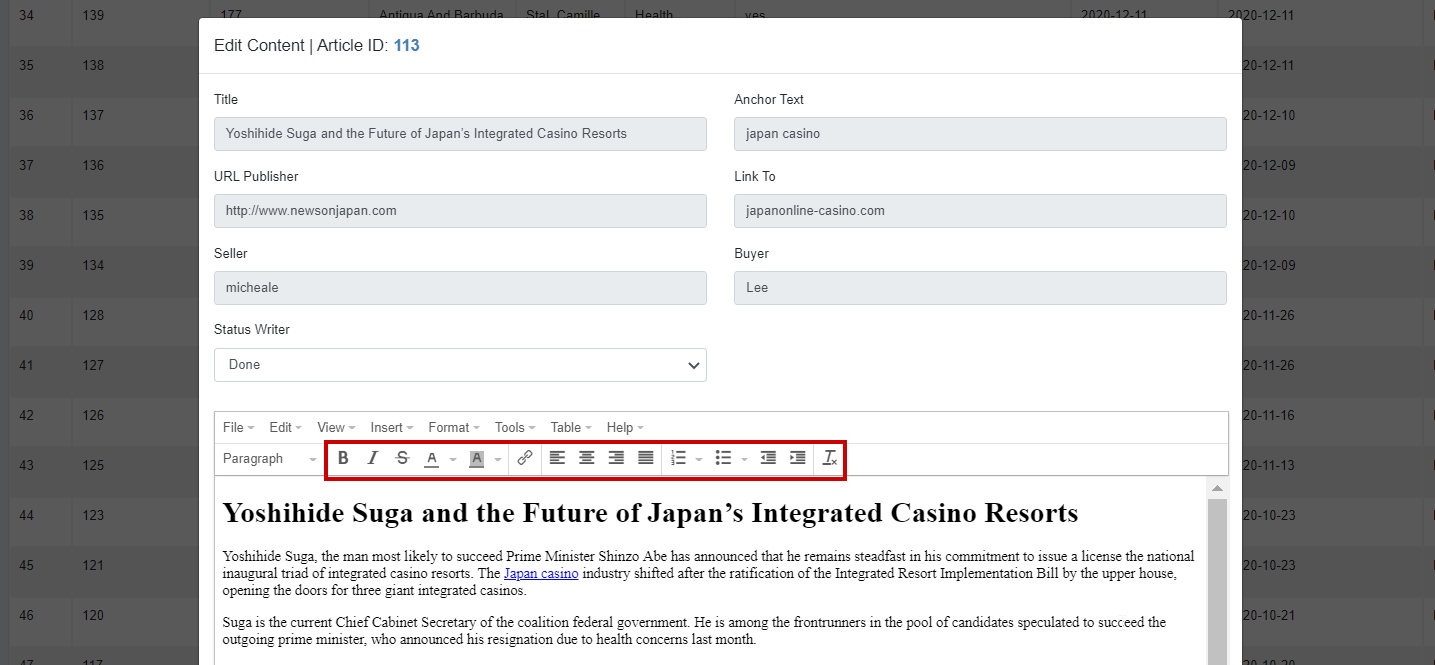 34 139 177 Antigua And Barbuda Stal, Camille Health yes 2020-12-11 2020-12-11
Edit Content | Article ID: 113
35 138 20-12-11
Title Anchor Text
36 137 20-12-10
Yoshihide Suga and the Future of Japan’s Integrated Casino Resorts japan casino
37 136 20-12-09
URL Publisher Link To
http://www.newsonjapan.com japanonline-casino.com
38 135 20-12-10
Seller Buyer
39 134 20-12-09
micheale Lee
40 128 20-11-26
Status Writer
41 127 20-11-26
Done
42 126 20-11-16
File Edit View Insert Format Tools Table Help
Paragraph B I S A A
43 125 20-11-13
Yoshihide Suga and the Future of Japan’s Integrated Casino Resorts
44 123 20-10-23
Yoshihide Suga, the man most likely to succeed Prime Minister Shinzo Abe has announced that he remains steadfast in his commitment to issue a license the national
45 121 20-10-23
inaugural triad of integrated casino resorts. The Japan casino industry shifted after the ratification of the Integrated Resort Implementation Bill by the upper house,
opening the doors for three giant integrated casinos.
46 120 20-10-21
Suga is the current Chief Cabinet Secretary of the coalition federal government. He is among the frontrunners in the pool of candidates speculated to succeed the
outgoing prime minister, who announced his resignation due to health concerns last month.
47 117 20-10-20